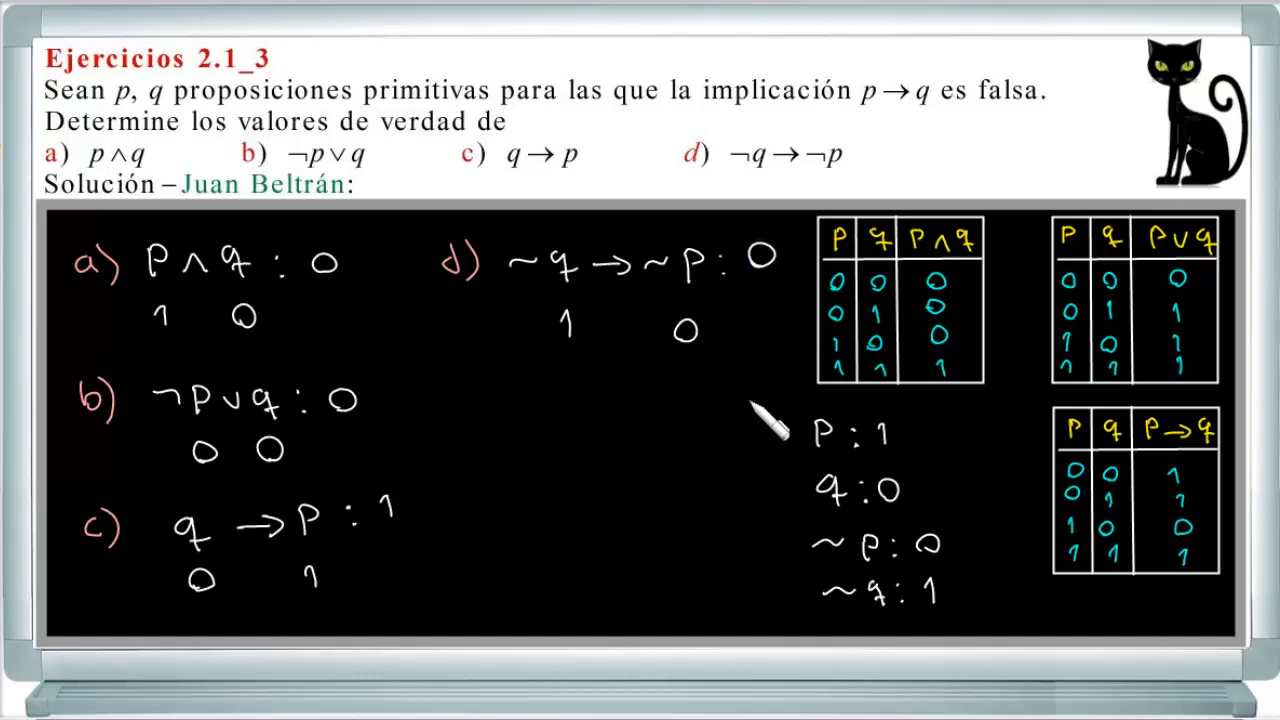 Ejercicios 2.1_3
Sean p, q proposiciones primitivas para las que la implicación p → q es falsa.
Determine los valores de verdad de
a) p ∧ q b) ¬p ∨ q c) q → p d) ¬q → ¬p
Solución – Juan Beltrán:
a) p ∧ q : 0
1 0
b) ¬p ∨ q : 0
0 0
c) q → p : 1
0 1
d) ~q → ~p : 0
1 0
p q p ∧ q
0 0 0
0 1 0
1 0 0
1 1 1
p q p ∨ q
0 0 0
0 1 1
1 0 1
1 1 1
p : 1
q : 0
~p : 0
~q : 1
p q p → q
0 0 1
0 1 1
1 0 0
1 1 1